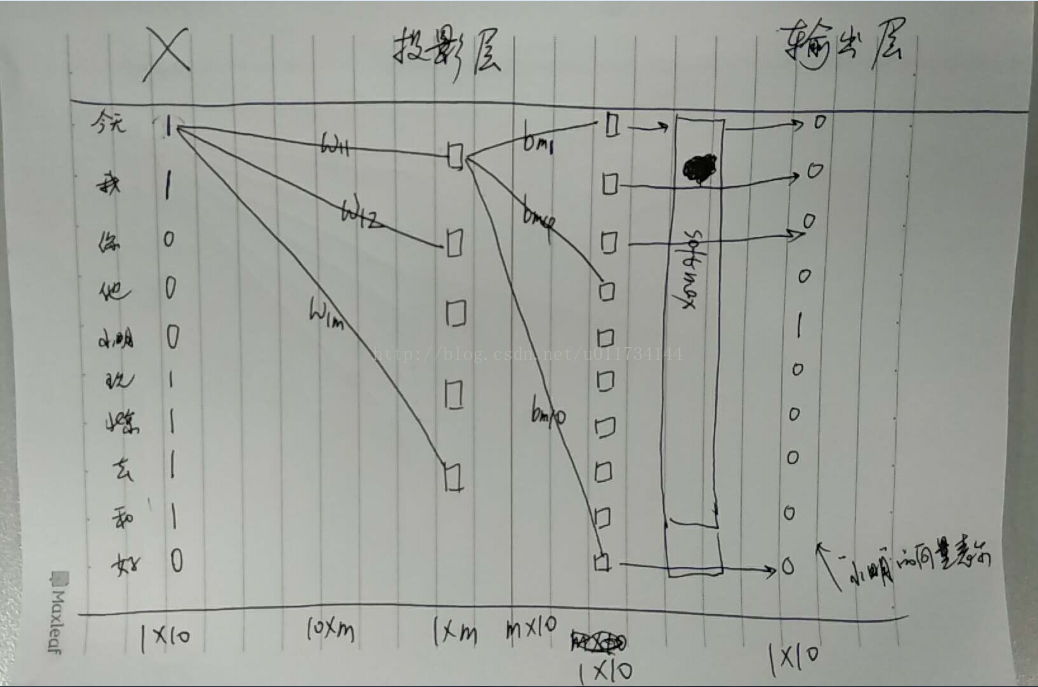 X 投影层 输出层
今天 1 W11 bm1 0
我 1 W12 bm4 0
你 0 softmax 0
他 0 W1m 0
小明 0 1
玩 1 0
1 bm10 0
去 1 0
和 1 0
好 0 0 小明的向量表示
1X10 10Xm 1Xm mX10 1X10 1X10
http://blog.csdn.net/u011734144
Maxleaf